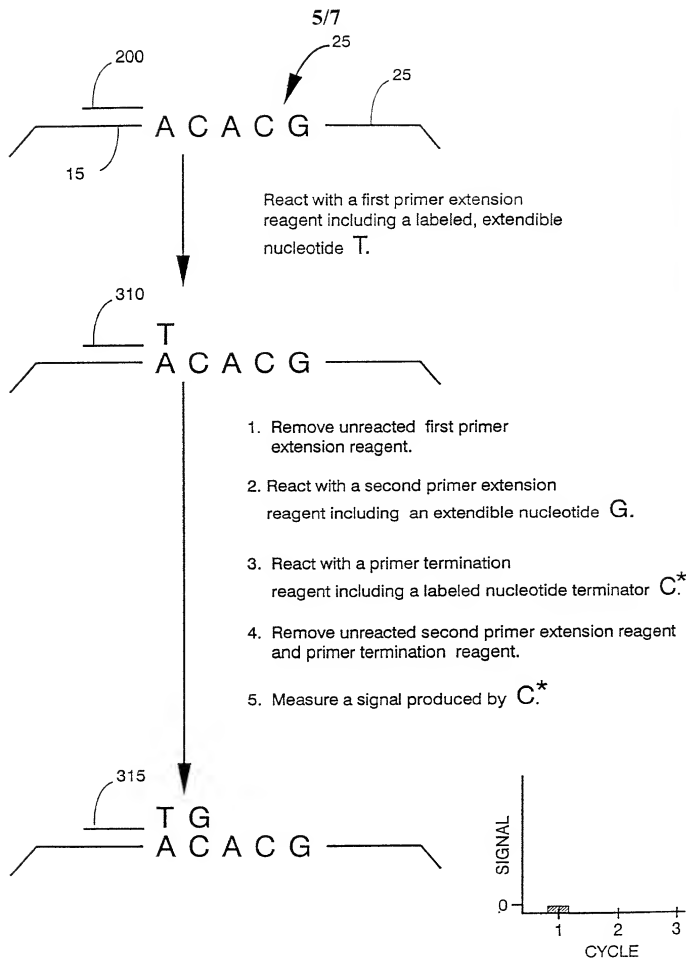 5/7
25
200
25
A C A C G
15
React with a first primer extension
reagent including a labeled, extendible
nucleotide T.
310
T
A C A C G
1. Remove unreacted first primer
extension reagent.
2. React with a second primer extension
reagent including an extendible nucleotide G.
3. React with a primer termination
reagent including a labeled nucleotide terminator C.*
4. Remove unreacted second primer extension reagent
and primer termination reagent.
5. Measure a signal produced by C.*
315
T G
A C A C G
SIGNAL
0
1 2 3
CYCLE